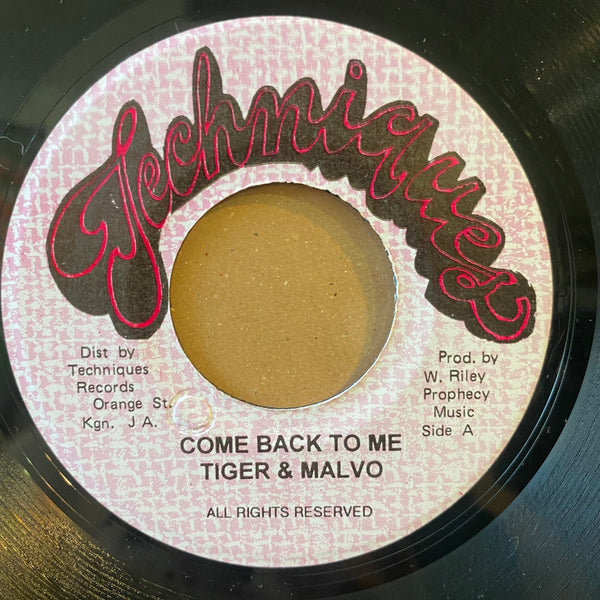 Techniques
Dist by
Techniques
Records
Orange St.
Kgn. J A.
Prod. by
W. Riley
Prophecy
Music
Side A
COME BACK TO ME
TIGER & MALVO
ALL RIGHTS RESERVED